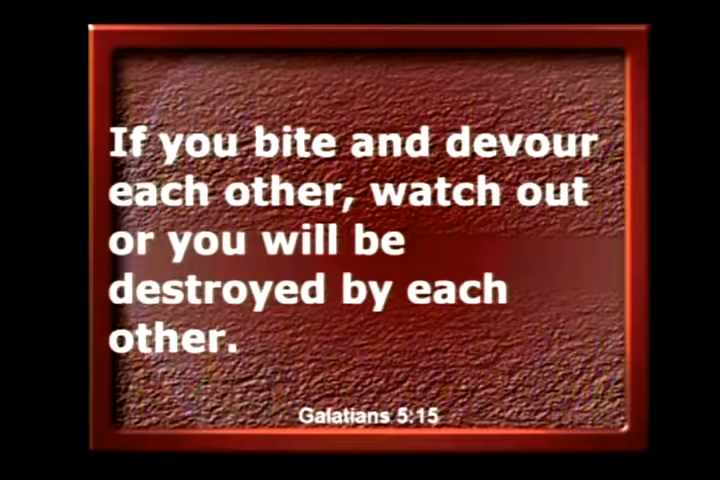 If you bite and devour
each other, watch out
or you will be
destroyed by each
other.
Galatians 5:15